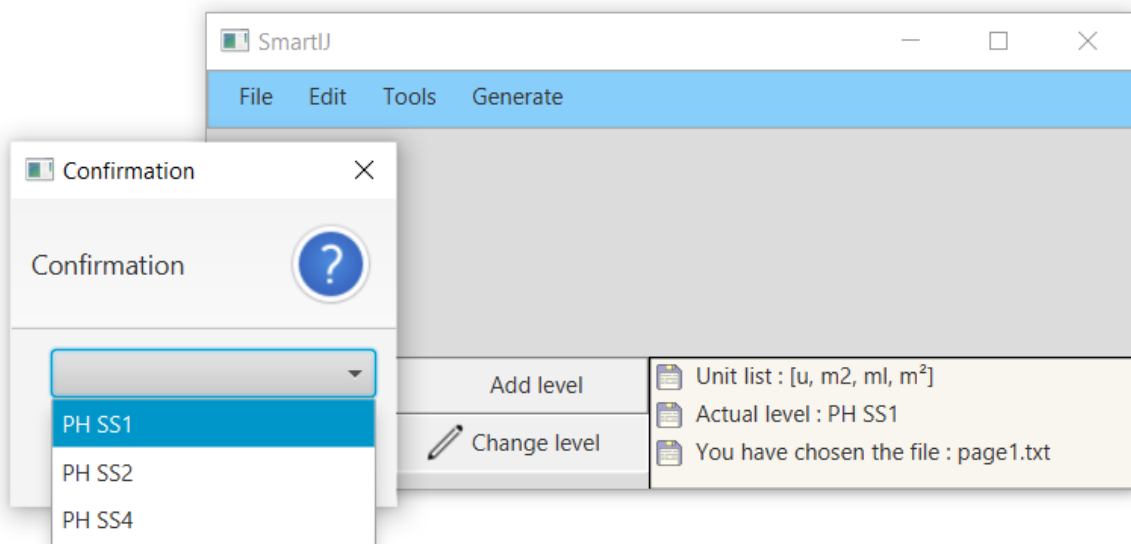 SmartIJ
File Edit Tools Generate
Confirmation
Confirmation
?
PH SS1
PH SS2
PH SS4
Add level
Change level
Unit list : [u, m2, ml, m²]
Actual level : PH SS1
You have chosen the file : page1.txt